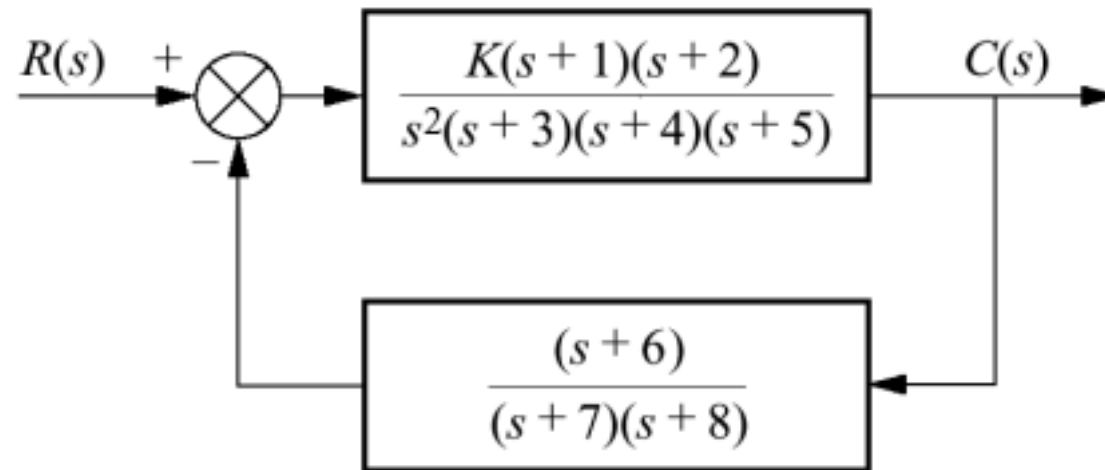 R(s)
+
−
K(s + 1)(s + 2)
s²(s + 3)(s + 4)(s + 5)
C(s)
(s + 6)
(s + 7)(s + 8)